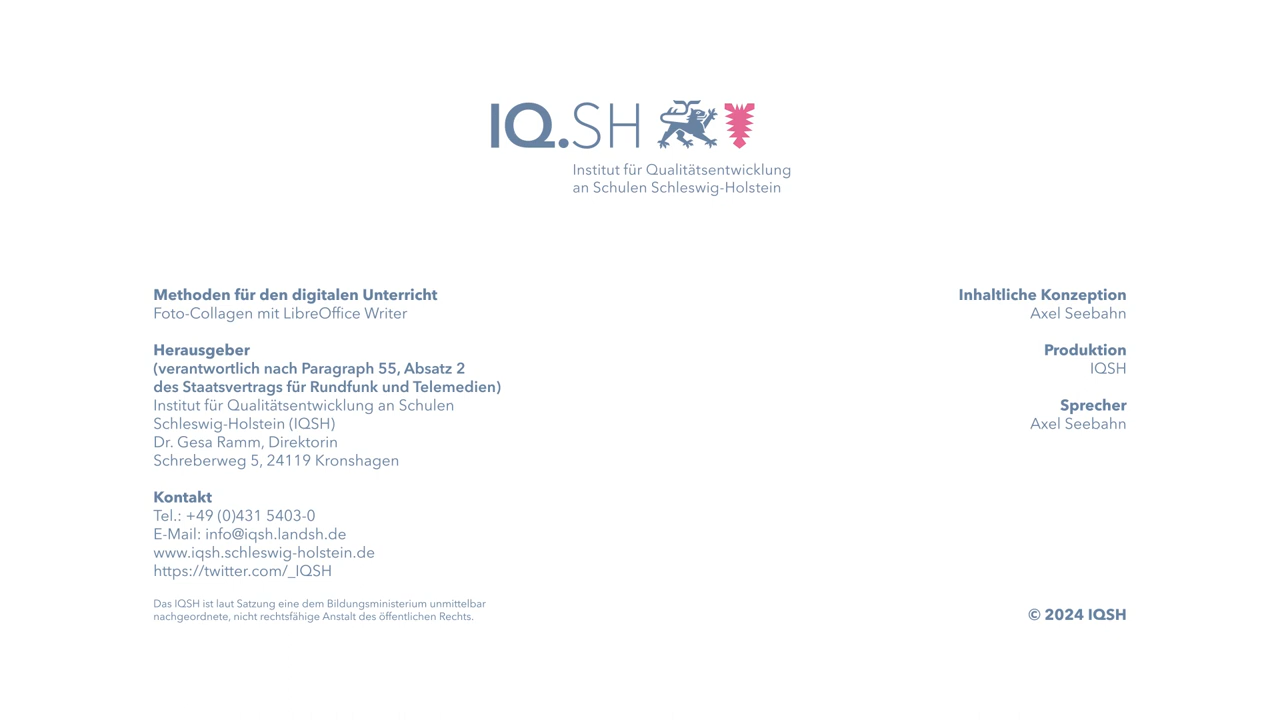 IQ.SH
Institut für Qualitätsentwicklung
an Schulen Schleswig-Holstein
Methoden für den digitalen Unterricht
Foto-Collagen mit LibreOffice Writer
Herausgeber
(verantwortlich nach Paragraph 55, Absatz 2
des Staatsvertrags für Rundfunk und Telemedien)
Institut für Qualitätsentwicklung an Schulen
Schleswig-Holstein (IQSH)
Dr. Gesa Ramm, Direktorin
Schreberweg 5, 24119 Kronshagen
Kontakt
Tel.: +49 (0)431 5403-0
E-Mail: info@iqsh.landsh.de
www.iqsh.schleswig-holstein.de
https://twitter.com/_IQSH
Das IQSH ist laut Satzung eine dem Bildungsministerium unmittelbar
nachgeordnete, nicht rechtsfähige Anstalt des öffentlichen Rechts.
Inhaltliche Konzeption
Axel Seebahn
Produktion
IQSH
Sprecher
Axel Seebahn
© 2024 IQSH